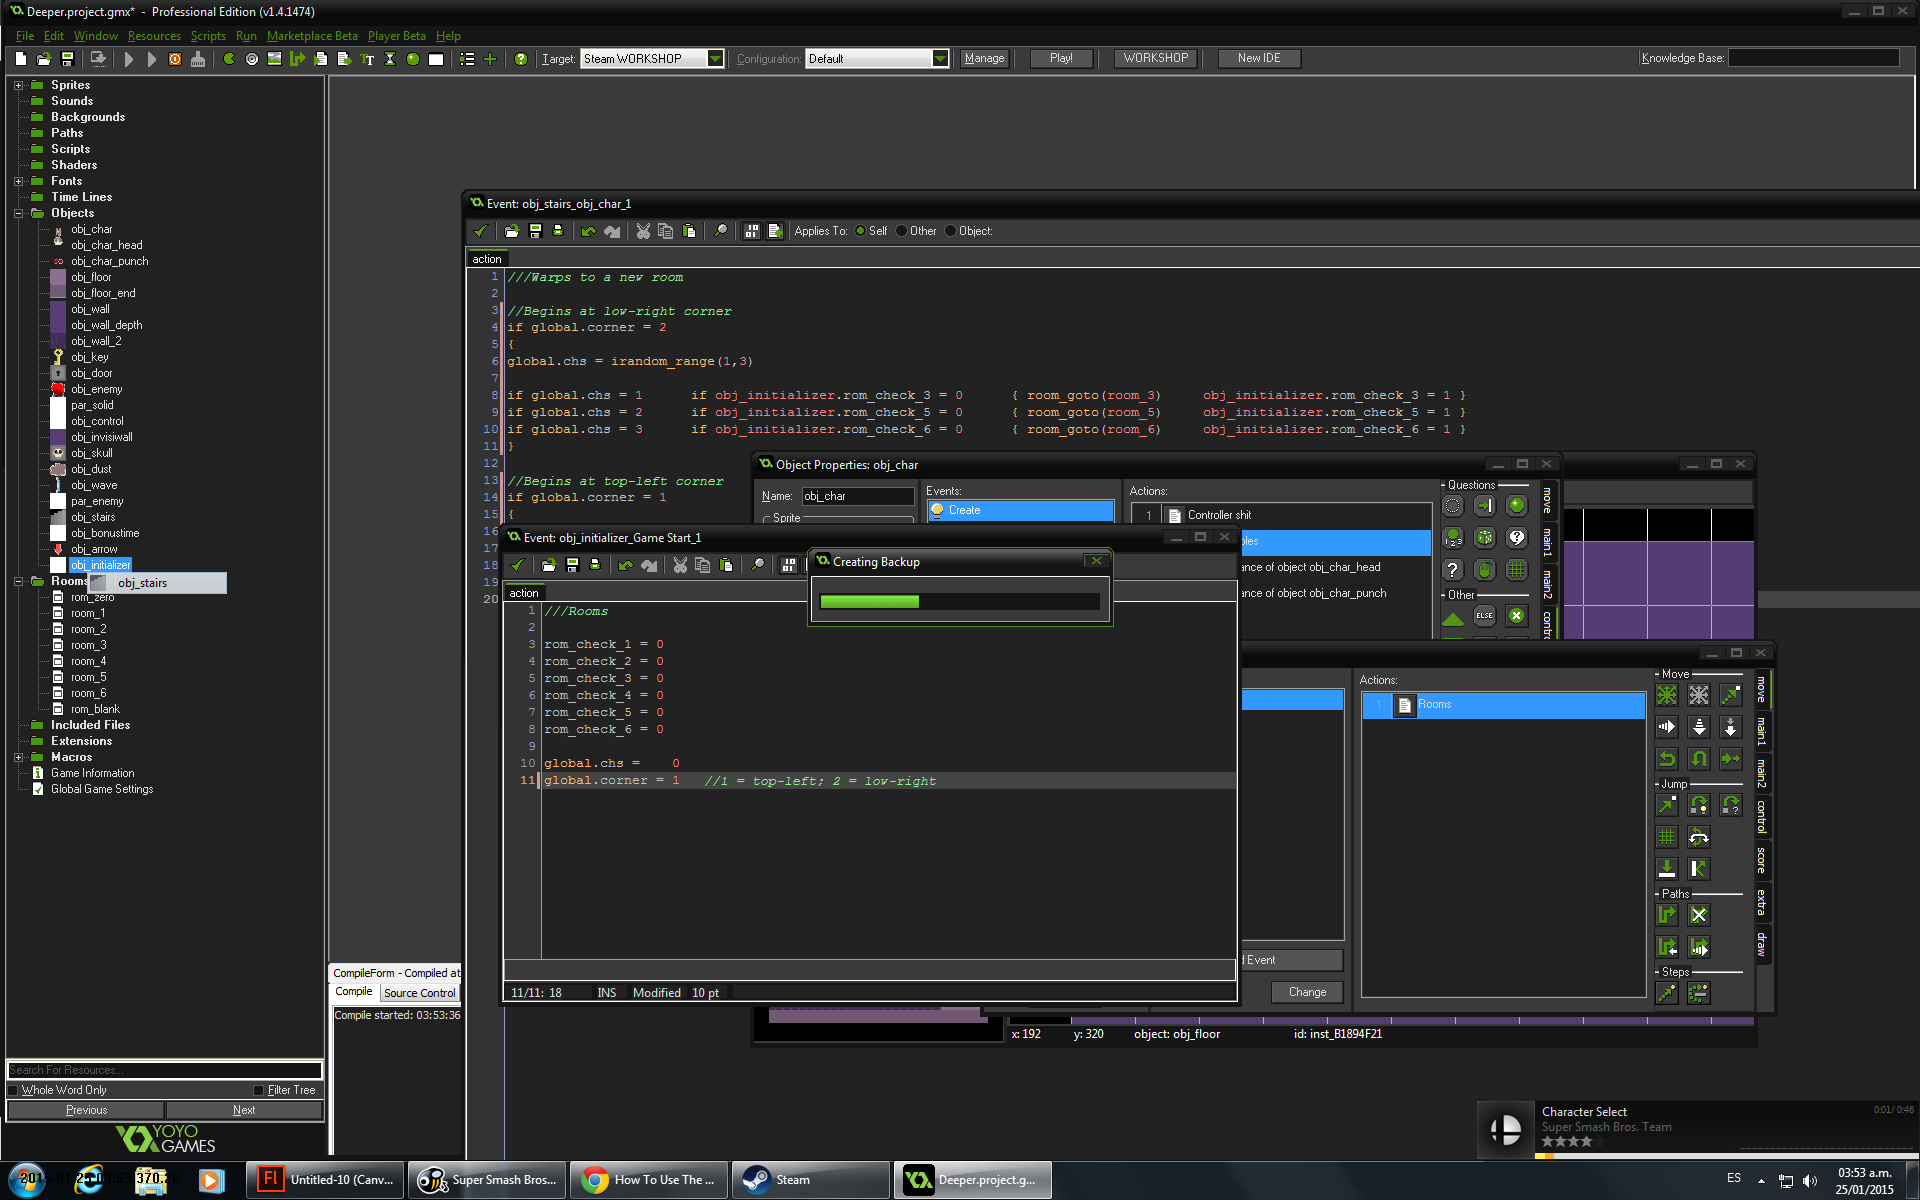 Deeper.project.gmx* - Professional Edition (v1.4.1474)
File Edit Window Resources Scripts Run Marketplace Beta Player Beta Help
Target: Steam WORKSHOP Configuration: Default Manage Play! WORKSHOP New IDE Knowledge Base:
Sprites
Sounds
Backgrounds
Paths
Scripts
Shaders
Fonts
Time Lines
Objects
obj_char
obj_char_head
obj_char_punch
obj_floor
obj_floor_end
obj_wall
obj_wall_depth
obj_wall_2
obj_key
obj_door
obj_enemy
par_solid
obj_control
obj_invisiwall
obj_skull
obj_dust
obj_wave
par_enemy
obj_stairs
obj_bonustime
obj_arrow
obj_initializer
Rooms
obj_stairs
rom_zero
room_1
room_2
room_3
room_4
room_5
room_6
rom_blank
Included Files
Extensions
Macros
Game Information
Global Game Settings
Search For Resources...
Whole Word Only Filter Tree
Previous Next
YOYO
GAMES
CompileForm - Compiled at
Compile Source Control
Compile started: 03:53:36
Event: obj_stairs_obj_char_1
Applies To: Self Other Object:
action
1 ///Warps to a new room
2
3 //Begins at low-right corner
4 if global.corner = 2
5 {
6 global.chs = irandom_range(1,3)
7
8 if global.chs = 1 if obj_initializer.rom_check_3 = 0 { room_goto(room_3) obj_initializer.rom_check_3 = 1 }
9 if global.chs = 2 if obj_initializer.rom_check_5 = 0 { room_goto(room_5) obj_initializer.rom_check_5 = 1 }
10 if global.chs = 3 if obj_initializer.rom_check_6 = 0 { room_goto(room_6) obj_initializer.rom_check_6 = 1 }
11 }
12
13 //Begins at top-left corner
14 if global.corner = 1
15 {
16
17
18
19
20
Object Properties: obj_char
Name: obj_char
Sprite
Events:
Create
Actions:
1 Controller shit
bles
ance of object obj_char_head
ance of object obj_char_punch
Questions
Other
ELSE
move
main1
main2
contro
Event: obj_initializer_Game Start_1
Creating Backup
action
1 ///Rooms
2
3 rom_check_1 = 0
4 rom_check_2 = 0
5 rom_check_3 = 0
6 rom_check_4 = 0
7 rom_check_5 = 0
8 rom_check_6 = 0
9
10 global.chs = 0
11 global.corner = 1 //1 = top-left; 2 = low-right
11/11: 18 INS Modified 10 pt
d Event
Change
Actions:
1 Rooms
Move
Jump
Paths
Steps
move
main1
main2
control
score
extra
draw
x: 192 y: 320 object: obj_floor id: inst_B1894F21
Character Select 0:01/ 0:46
Super Smash Bros. Team
Untitled-10 (Canv...
Super Smash Bros...
How To Use The ...
Steam
Deeper.project.g...
ES
03:53 a.m.
25/01/2015